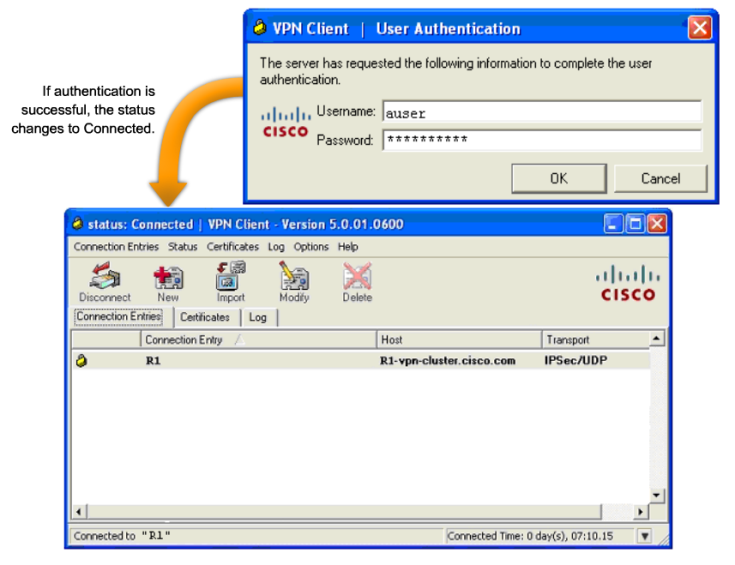 VPN Client | User Authentication
The server has requested the following information to complete the user
authentication.
If authentication is
successful, the status
changes to Connected.
CISCO
Username: auser
Password: **********
OK Cancel
status: Connected | VPN Client - Version 5.0.01.0600
Connection Entries Status Certificates Log Options Help
Disconnect New Import Modify Delete
CISCO
Connection Entries Certificates Log
Connection Entry Host Transport
R1 R1-vpn-cluster.cisco.com IPSec/UDP
Connected to "R1" Connected Time: 0 day(s), 07:10.15